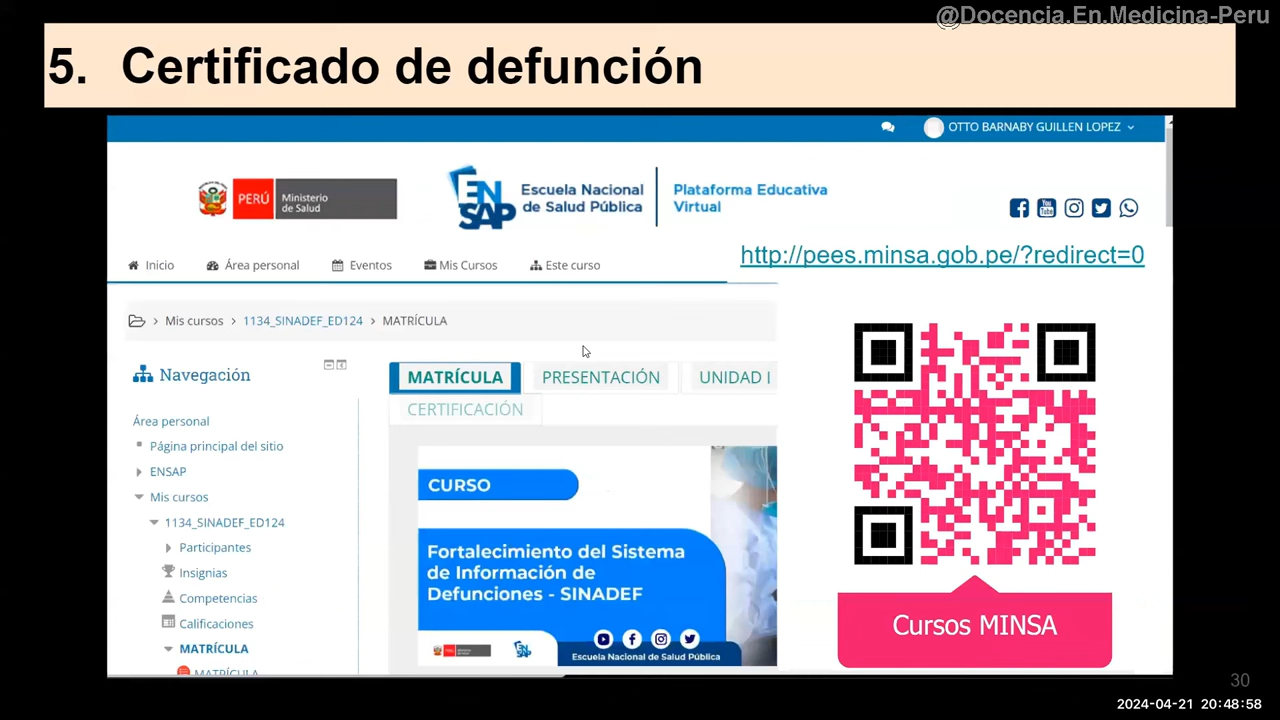 @Docencia.En.Medicina-Peru
5. Certificado de defunción
OTTO BARNABY GUILLEN LOPEZ
PERÚ
Ministerio
de Salud
ENSAP
Escuela Nacional
de Salud Pública
Plataforma Educativa
Virtual
Inicio
Área personal
Eventos
Mis Cursos
Este curso
http://pees.minsa.gob.pe/?redirect=0
Mis cursos > 1134_SINADEF_ED124 > MATRÍCULA
Navegación
MATRÍCULA
PRESENTACIÓN
UNIDAD I
CERTIFICACIÓN
Área personal
Página principal del sitio
ENSAP
Mis cursos
1134_SINADEF_ED124
Participantes
Insignias
Competencias
Calificaciones
MATRÍCULA
MATRÍCULA
CURSO
Fortalecimiento del Sistema
de Información de
Defunciones - SINADEF
Escuela Nacional de Salud Pública
Cursos MINSA
30
2024-04-21 20:48:58